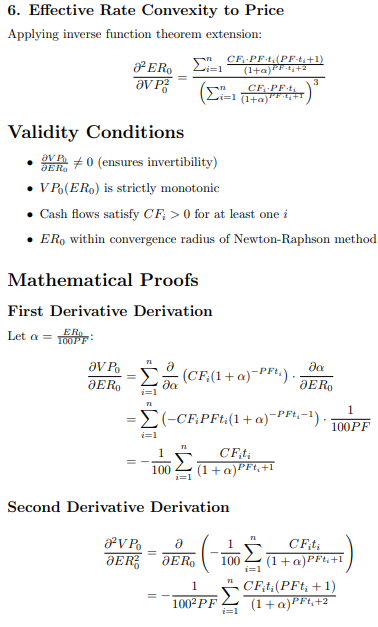 6. Effective Rate Convexity to Price
Applying inverse function theorem extension:
\frac{\partial^2 ER_0}{\partial VP_0^2} = \frac{\sum_{i=1}^{n} \frac{CF_i \cdot PF \cdot t_i (PF \cdot t_i + 1)}{(1+\alpha)^{PF \cdot t_i + 2}}}{\left( \sum_{i=1}^{n} \frac{CF_i \cdot PF \cdot t_i}{(1+\alpha)^{PF \cdot t_i + 1}} \right)^3}
Validity Conditions
• \frac{\partial VP_0}{\partial ER_0} \neq 0 (ensures invertibility)
• VP_0(ER_0) is strictly monotonic
• Cash flows satisfy CF_i > 0 for at least one i
• ER_0 within convergence radius of Newton-Raphson method
Mathematical Proofs
First Derivative Derivation
Let \alpha = \frac{ER_0}{100PF}:
\frac{\partial VP_0}{\partial ER_0} = \sum_{i=1}^{n} \frac{\partial}{\partial \alpha} \left( CF_i (1+\alpha)^{-PFt_i} \right) \cdot \frac{\partial \alpha}{\partial ER_0}
= \sum_{i=1}^{n} \left( -CF_i PFt_i (1+\alpha)^{-PFt_i - 1} \right) \cdot \frac{1}{100PF}
= -\frac{1}{100} \sum_{i=1}^{n} \frac{CF_i t_i}{(1+\alpha)^{PFt_i + 1}}
Second Derivative Derivation
\frac{\partial^2 VP_0}{\partial ER_0^2} = \frac{\partial}{\partial ER_0} \left( -\frac{1}{100} \sum_{i=1}^{n} \frac{CF_i t_i}{(1+\alpha)^{PFt_i + 1}} \right)
= -\frac{1}{100^2 PF} \sum_{i=1}^{n} \frac{CF_i t_i (PFt_i + 1)}{(1+\alpha)^{PFt_i + 2}}